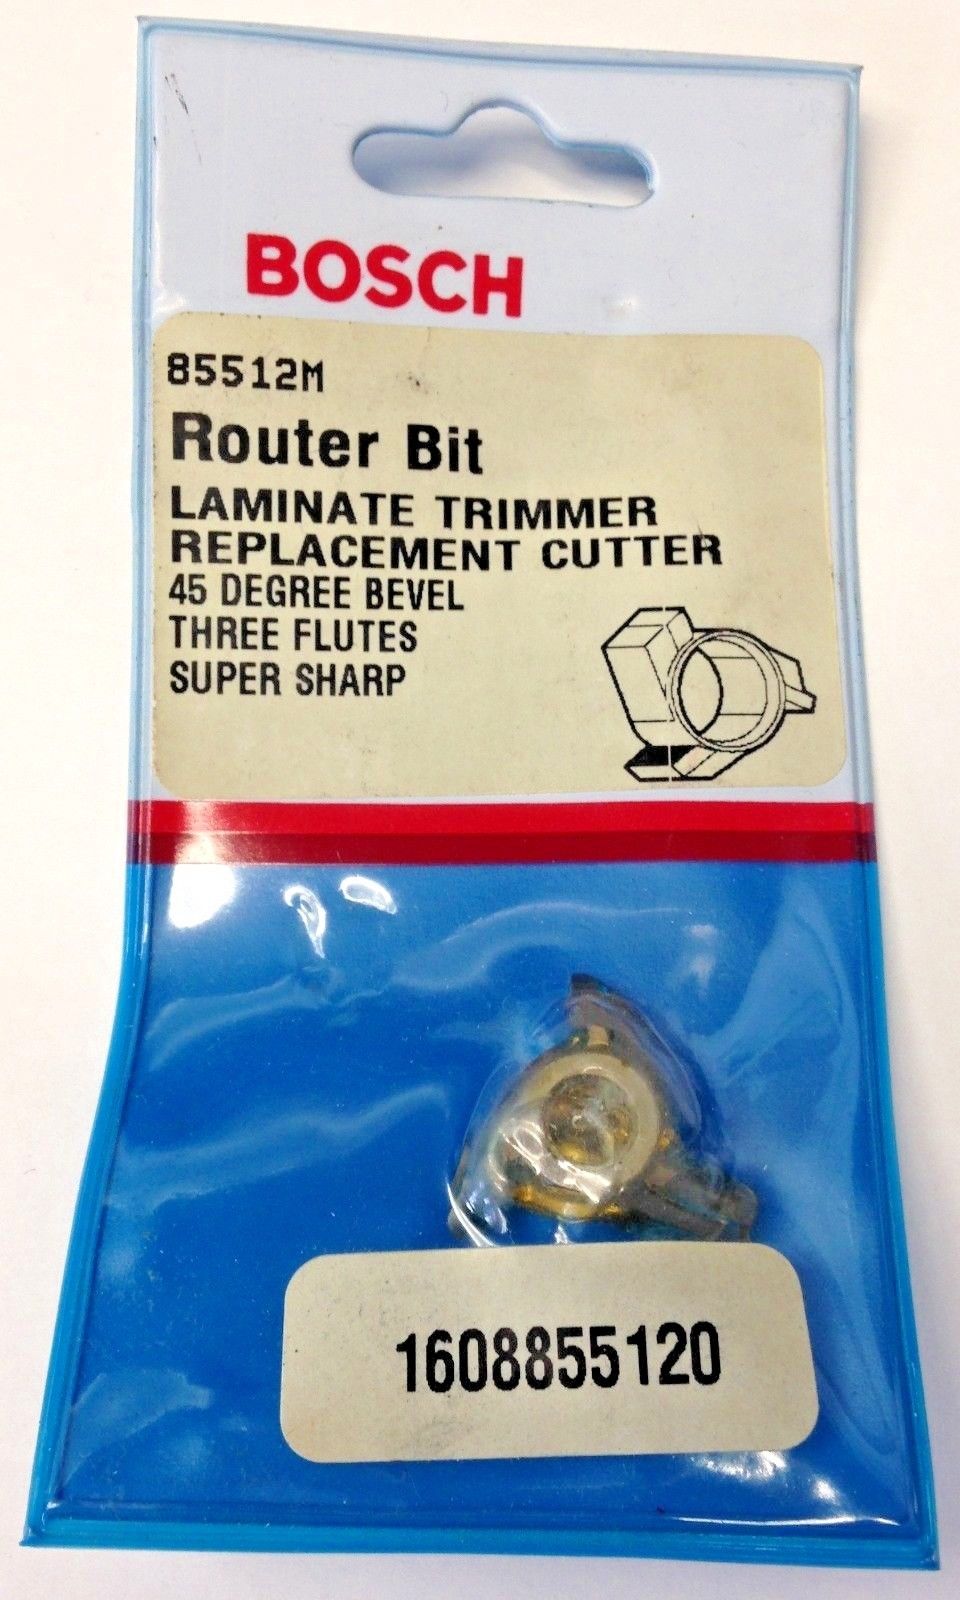 BOSCH
85512M
Router Bit
LAMINATE TRIMMER
REPLACEMENT CUTTER
45 DEGREE BEVEL
THREE FLUTES
SUPER SHARP
1608855120